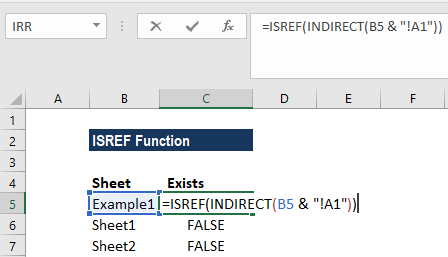 IRR =ISREF(INDIRECT(B5 & "!A1"))
fx
A B C D E F
1
2 ISREF Function
3
4 Sheet Exists
5 Example1 =ISREF(INDIRECT(B5 & "!A1"))
6 Sheet1 FALSE
7 Sheet2 FALSE